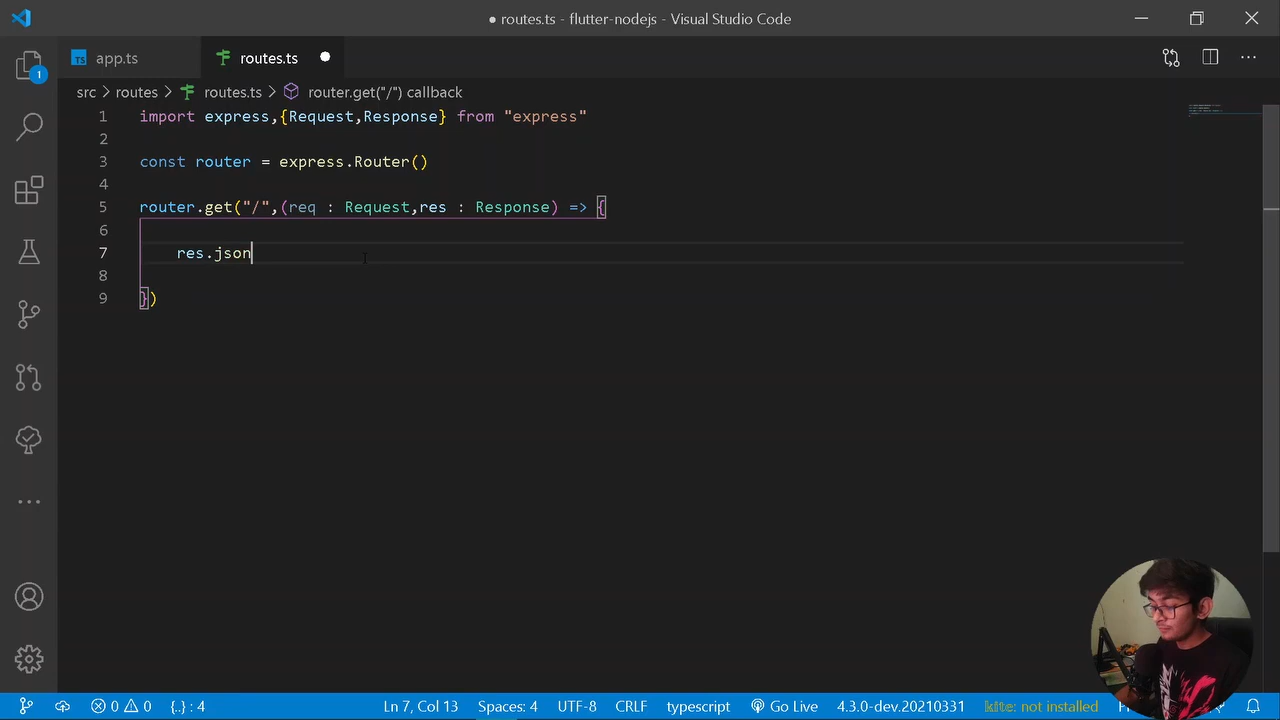 ● routes.ts - flutter-nodejs - Visual Studio Code
1
TS app.ts
routes.ts
src > routes > routes.ts > router.get("/") callback
1 import express,{Request,Response} from "express"
2
3 const router = express.Router()
4
5 router.get("/",(req : Request,res : Response) => {
6
7 res.json
8
9 })
0 0 {..} : 4 Ln 7, Col 13 Spaces: 4 UTF-8 CRLF typescript Go Live 4.3.0-dev.20210331 kite: not installed